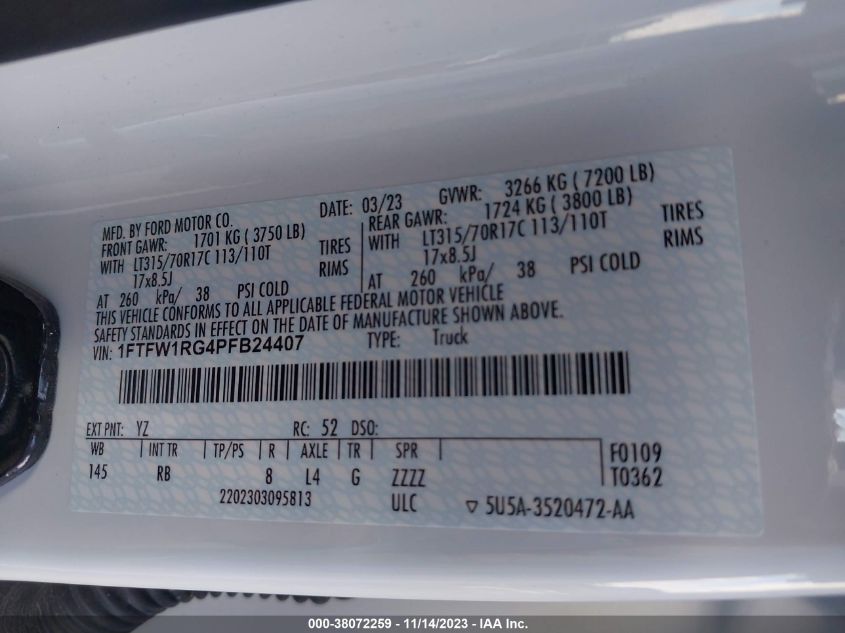 MFD. BY FORD MOTOR CO.
DATE: 03/23 GVWR: 3266 KG ( 7200 LB)
FRONT GAWR: 1701 KG ( 3750 LB)
WITH LT315/70R17C 113/110T TIRES
17x8.5J RIMS
AT 260 kPa/ 38 PSI COLD
REAR GAWR: 1724 KG ( 3800 LB)
WITH LT315/70R17C 113/110T TIRES
17x8.5J RIMS
AT 260 kPa/ 38 PSI COLD
THIS VEHICLE CONFORMS TO ALL APPLICABLE FEDERAL MOTOR VEHICLE
SAFETY STANDARDS IN EFFECT ON THE DATE OF MANUFACTURE SHOWN ABOVE.
VIN: 1FTFW1RG4PFB24407 TYPE: Truck
EXT PNT: YZ RC: 52 DSO:
WB INT TR TP/PS R AXLE TR SPR F0109
145 RB 8 L4 G ZZZZ T0362
2202303095813 ULC ▽ 5U5A-3520472-AA
000-38072259 - 11/14/2023 - IAA Inc.